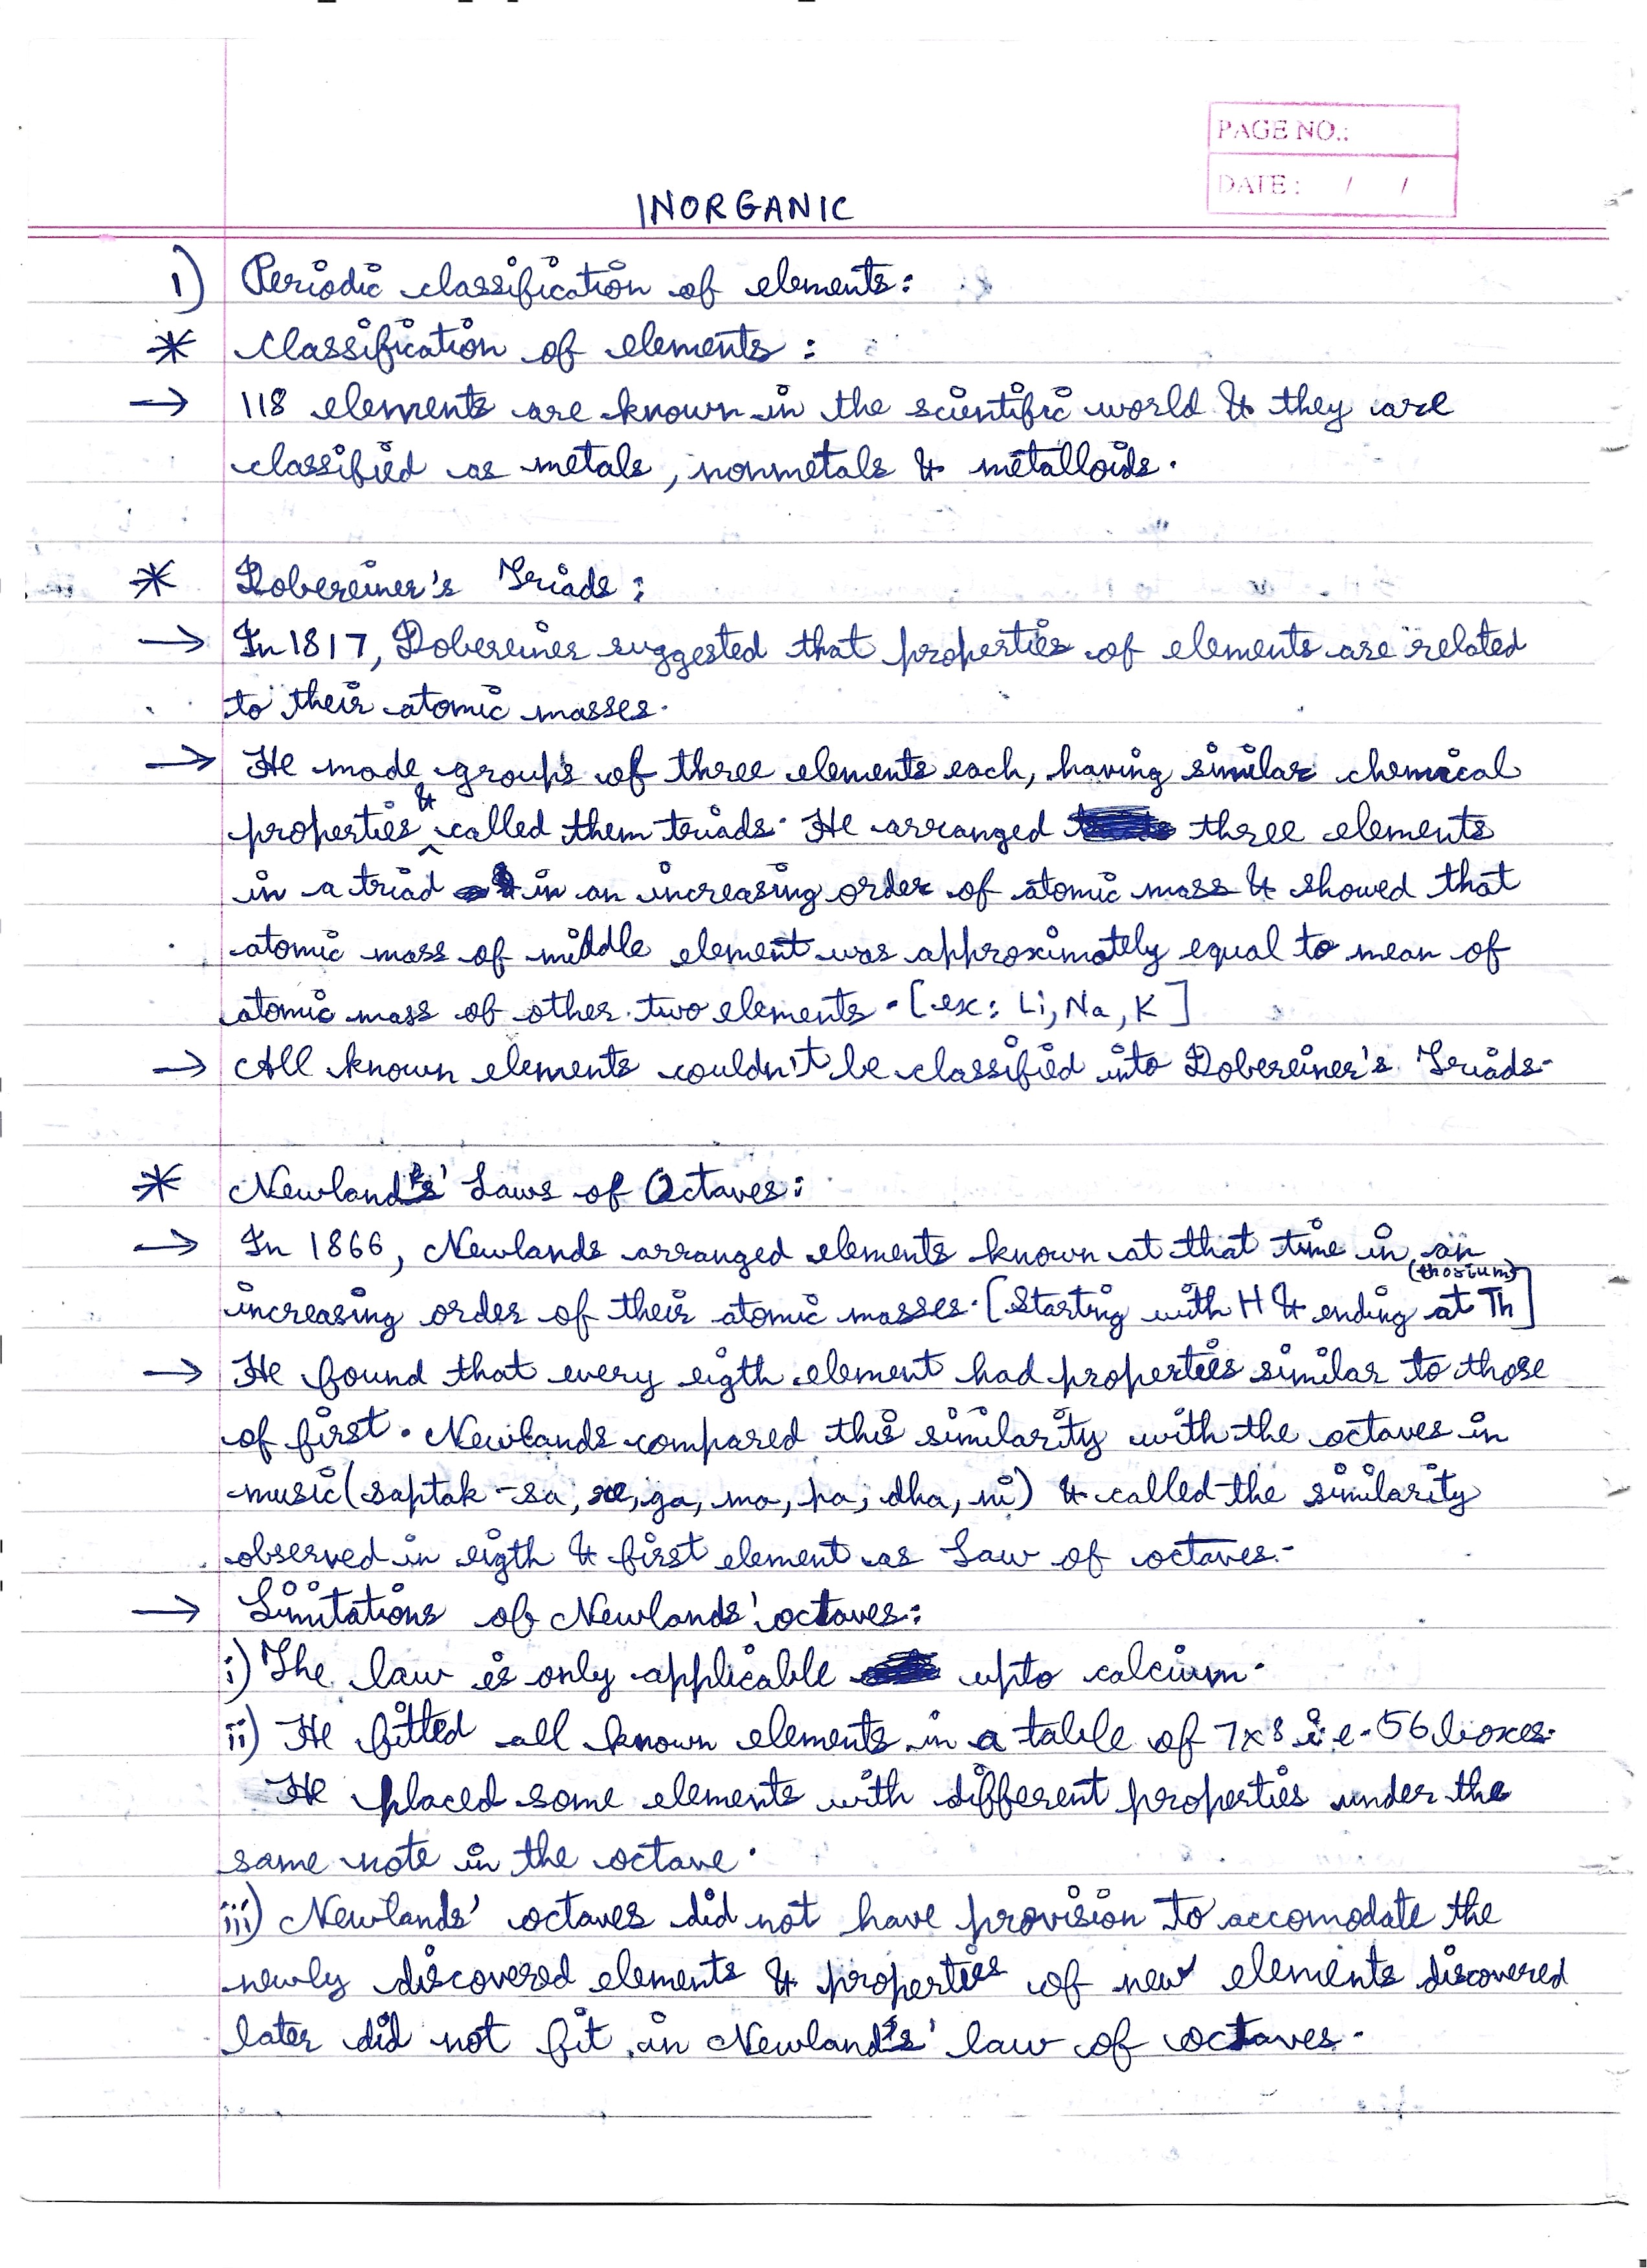 PAGE NO.:
DATE: / /
INORGANIC
1) Periodic classification of elements:
* Classification of elements:
→ 118 elements are known in the scientific world & they are
classified as metals, nonmetals & metalloids.
* Dobereiner's Triads:
→ In 1817, Dobereiner suggested that properties of elements are related
to their atomic masses.
→ He made groups of three elements each, having similar chemical
properties & called them triads. He arranged three elements
in a triad in an increasing order of atomic mass & showed that
atomic mass of middle element was approximately equal to mean of
atomic mass of other two elements. [ex: Li, Na, K]
→ All known elements couldn't be classified into Dobereiner's Triads.
* Newlands' Laws of Octaves:
→ In 1866, Newlands arranged elements known at that time in an
increasing order of their atomic masses. [Starting with H & ending at Th (thorium)]
→ He found that every eigth element had properties similar to those
of first. Newlands compared this similarity with the octaves in
music (saptak - sa, re, ga, ma, pa, dha, ni) & called the similarity
observed in eigth & first element as Law of octaves.
→ Limitations of Newlands' octaves:
i) The law is only applicable upto calcium.
ii) He fitted all known elements in a table of 7x8 i.e. 56 boxes.
He placed some elements with different properties under the
same note in the octave.
iii) Newlands' octaves did not have provision to accomodate the
newly discovered elements & properties of new elements discovered
later did not fit in Newlands' law of octaves.